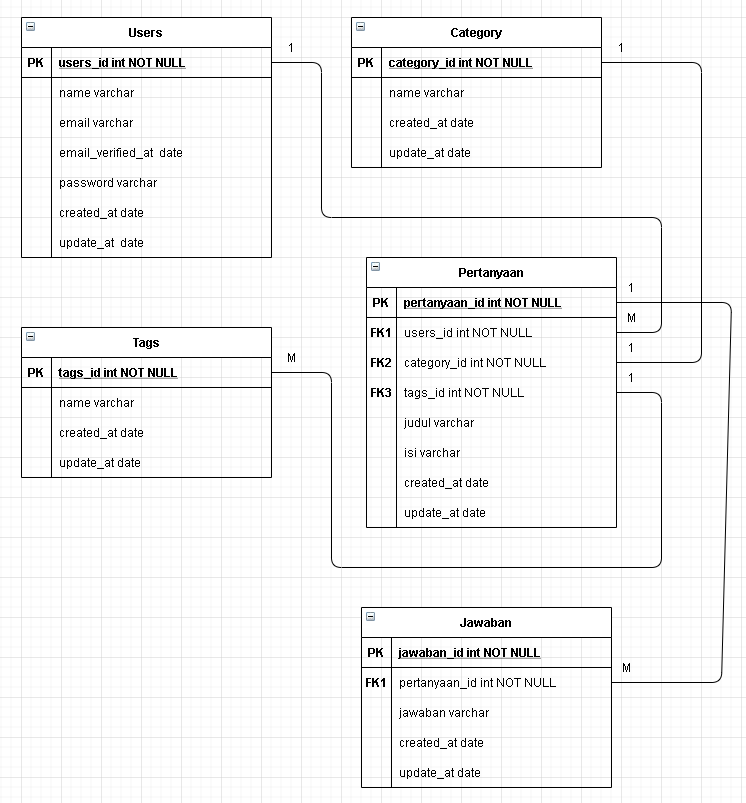 Users
PK users_id int NOT NULL
name varchar
email varchar
email_verified_at  date
password varchar
created_at date
update_at  date
1
Category
PK category_id int NOT NULL
name varchar
created_at date
update_at date
1
Pertanyaan
PK pertanyaan_id int NOT NULL
FK1 users_id int NOT NULL
FK2 category_id int NOT NULL
FK3 tags_id int NOT NULL
judul varchar
isi varchar
created_at date
update_at date
1
M
1
1
Tags
PK tags_id int NOT NULL
name varchar
created_at date
update_at date
M
Jawaban
PK jawaban_id int NOT NULL
FK1 pertanyaan_id int NOT NULL
jawaban varchar
created_at date
update_at date
M